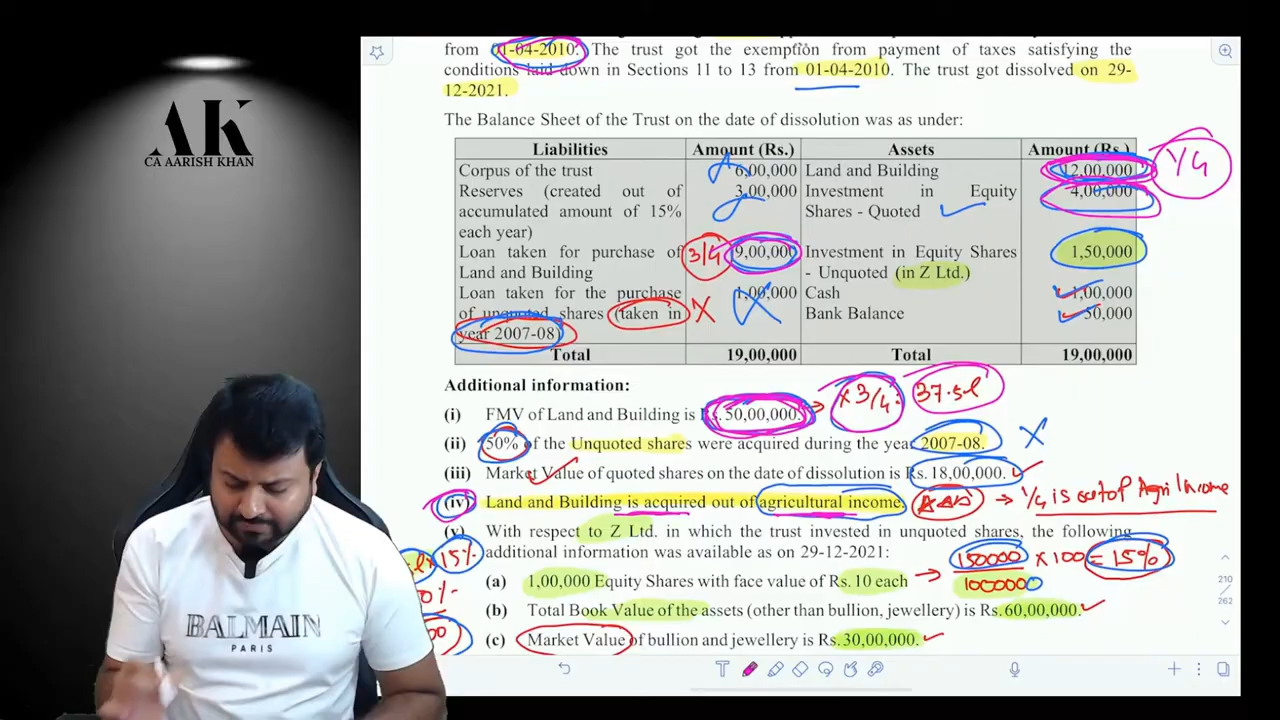 AK
CA AARISH KHAN
BALMAIN
PARIS
from 01-04-2010. The trust got the exemption from payment of taxes satisfying the
conditions laid down in Sections 11 to 13 from 01-04-2010. The trust got dissolved on 29-
12-2021.
The Balance Sheet of the Trust on the date of dissolution was as under:
Liabilities Amount (Rs.) Assets Amount (Rs.)
Corpus of the trust 6,00,000 Land and Building 12,00,000 1/4
Reserves (created out of 3,00,000 Investment in Equity 4,00,000
accumulated amount of 15% Shares - Quoted
each year)
Loan taken for purchase of 3/4 9,00,000 Investment in Equity Shares 1,50,000
Land and Building - Unquoted (in Z Ltd.)
Loan taken for the purchase 1,00,000 Cash 1,00,000
of unquoted shares (taken in X Bank Balance 50,000
year 2007-08)
Total 19,00,000 Total 19,00,000
Additional information:
(i) FMV of Land and Building is Rs. 50,00,000. → × 3/4 37.5l
(ii) 50% of the Unquoted shares were acquired during the year 2007-08. X
(iii) Market Value of quoted shares on the date of dissolution is Rs. 18,00,000.
(iv) Land and Building is acquired out of agricultural income. → 1/4 is out of Agri Income
(v) With respect to Z Ltd. in which the trust invested in unquoted shares, the following
15% additional information was available as on 29-12-2021:
(a) 1,00,000 Equity Shares with face value of Rs. 10 each → 150000 × 100 = 15%
1000000
(b) Total Book Value of the assets (other than bullion, jewellery) is Rs. 60,00,000.
(c) Market Value of bullion and jewellery is Rs. 30,00,000.
210
262
T